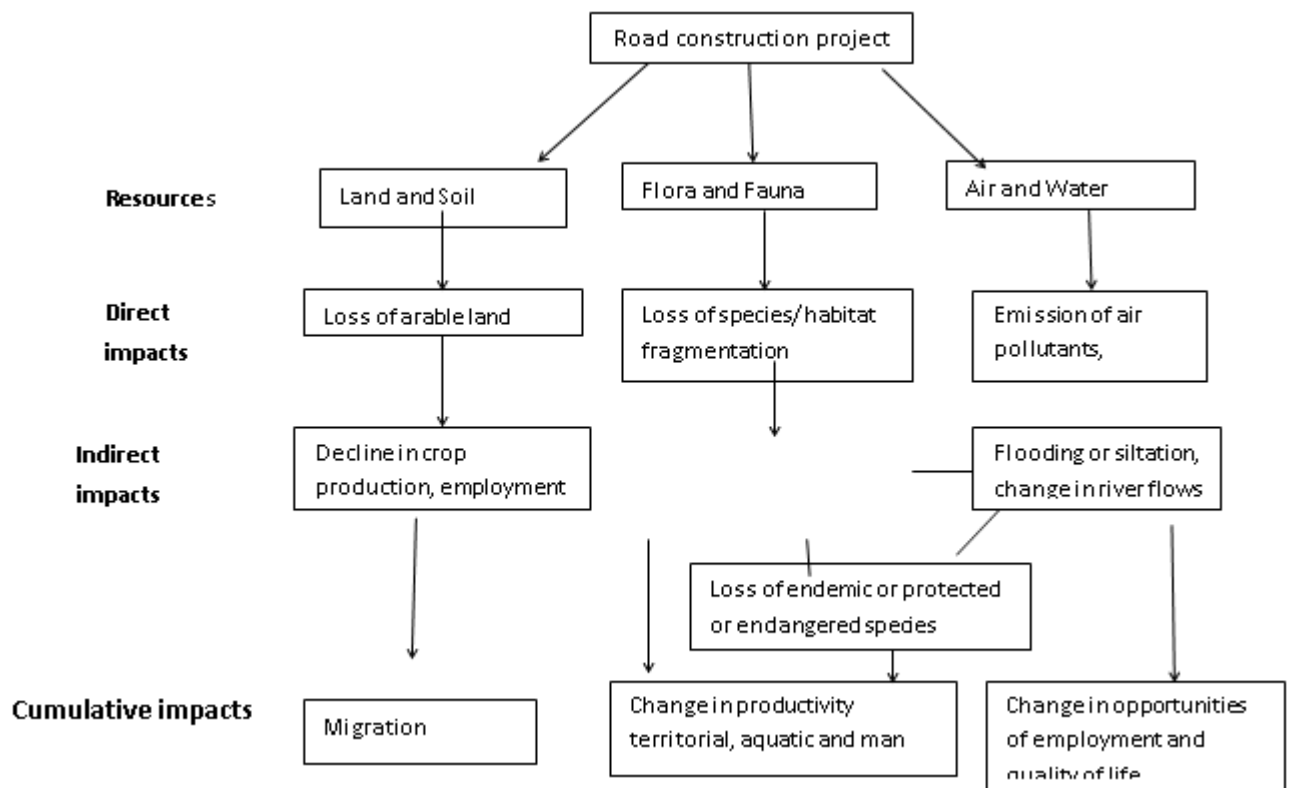 Road construction project
Resources
Land and Soil
Flora and Fauna
Air and Water
Direct
impacts
Loss of arable land
Loss of species/ habitat
fragmentation
Emission of air
pollutants,
Indirect
impacts
Decline in crop
production, employment
Flooding or siltation,
change in river flows
Loss of endemic or protected
or endangered species
Cumulative impacts
Migration
Change in productivity
territorial, aquatic and man
Change in opportunities
of employment and
quality of life